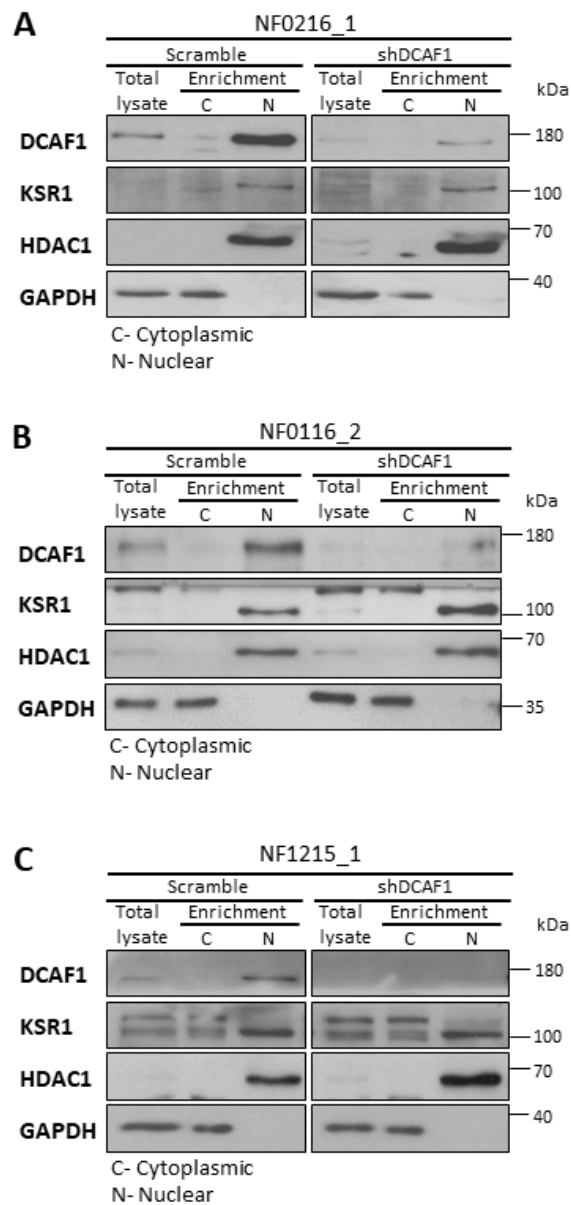 A
NF0216_1
Scramble shDCAF1
Total lysate Enrichment Total lysate Enrichment kDa
C N C N
DCAF1 180
KSR1 100
HDAC1 70
GAPDH 40
C- Cytoplasmic
N- Nuclear
B
NF0116_2
Scramble shDCAF1
Total lysate Enrichment Total lysate Enrichment kDa
C N C N
DCAF1 180
KSR1 100
HDAC1 70
GAPDH 35
C- Cytoplasmic
N- Nuclear
C
NF1215_1
Scramble shDCAF1
Total lysate Enrichment Total lysate Enrichment kDa
C N C N
DCAF1 180
KSR1 100
HDAC1 70
GAPDH 40
C- Cytoplasmic
N- Nuclear